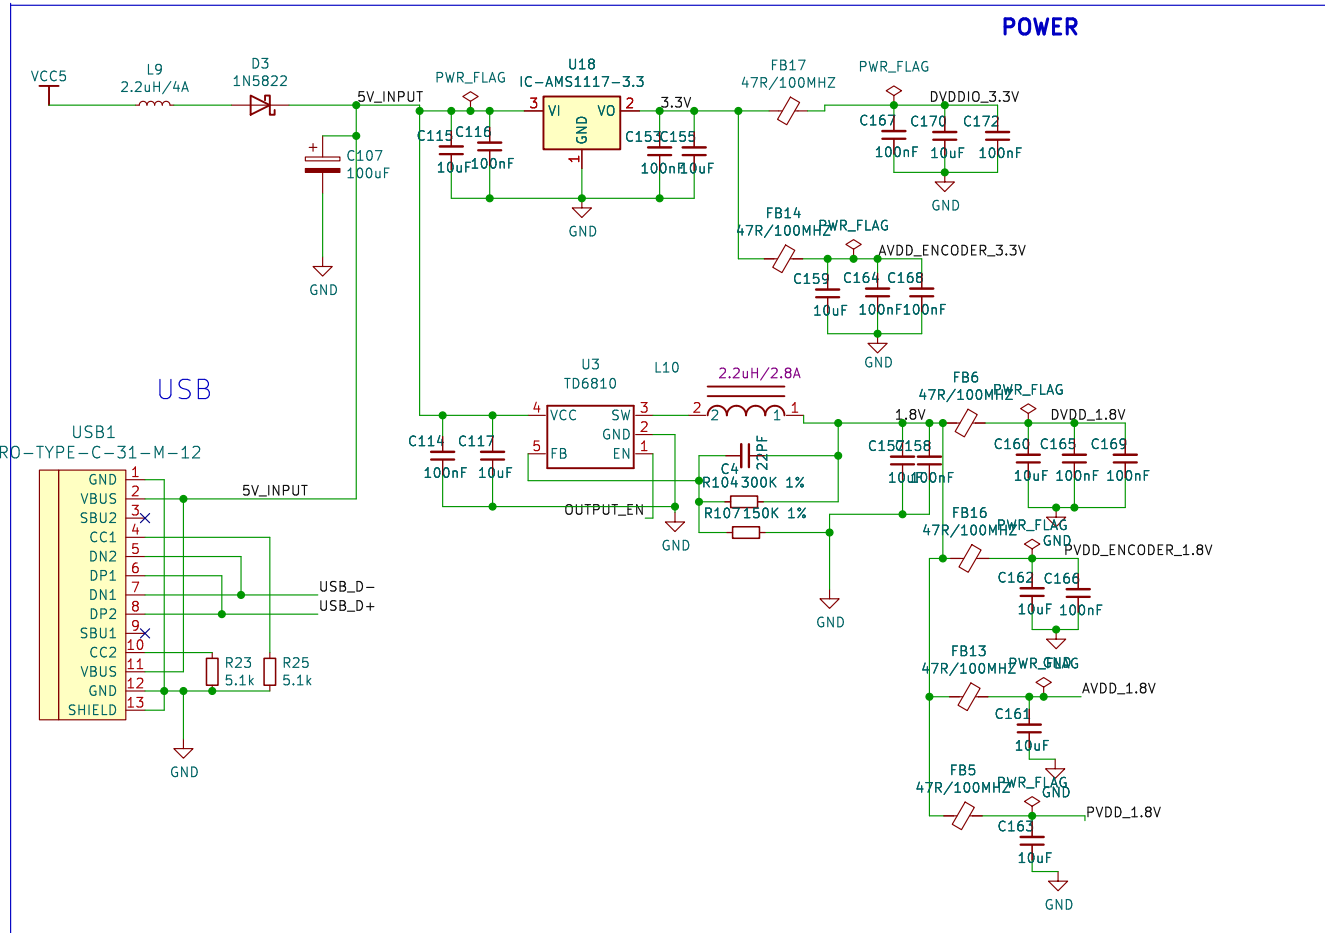 POWER
VCC5
L9
2.2uH/4A
D3
1N5822
5V_INPUT
+
C107
100uF
GND
PWR_FLAG
C115
10uF
C116
100nF
U18
IC-AMS1117-3.3
3
VI
VO
2
GND
1
GND
3.3V
C153
100nF
C155
10uF
FB17
47R/100MHZ
PWR_FLAG
DVDDIO_3.3V
C167
100nF
C170
10uF
C172
100nF
GND
FB14
47R/100MHZ
PWR_FLAG
AVDD_ENCODER_3.3V
C159
10uF
C164
100nF
C168
100nF
GND
U3
TD6810
4
VCC
SW
3
GND
2
5
FB
EN
1
L10
2.2uH/2.8A
2
2
1
1
C114
100nF
C117
10uF
OUTPUT_EN
GND
C4
22PF
R104
300K 1%
R107
150K 1%
GND
1.8V
C157
10uF
C158
100nF
FB6
47R/100MHZ
PWR_FLAG
DVDD_1.8V
C160
10uF
C165
100nF
C169
100nF
GND
FB16
47R/100MHZ
PWR_FLAG
PVDD_ENCODER_1.8V
C162
10uF
C166
100nF
GND
FB13
47R/100MHZ
PWR_FLAG
AVDD_1.8V
C161
10uF
GND
FB5
47R/100MHZ
PWR_FLAG
PVDD_1.8V
C163
10uF
GND
USB
USB1
RO-TYPE-C-31-M-12
GND 1
VBUS 2
SBU2 3
CC1 4
DN2 5
DP1 6
DN1 7
DP2 8
SBU1 9
CC2 10
VBUS 11
GND 12
SHIELD 13
5V_INPUT
USB_D-
USB_D+
R23
5.1k
R25
5.1k
GND